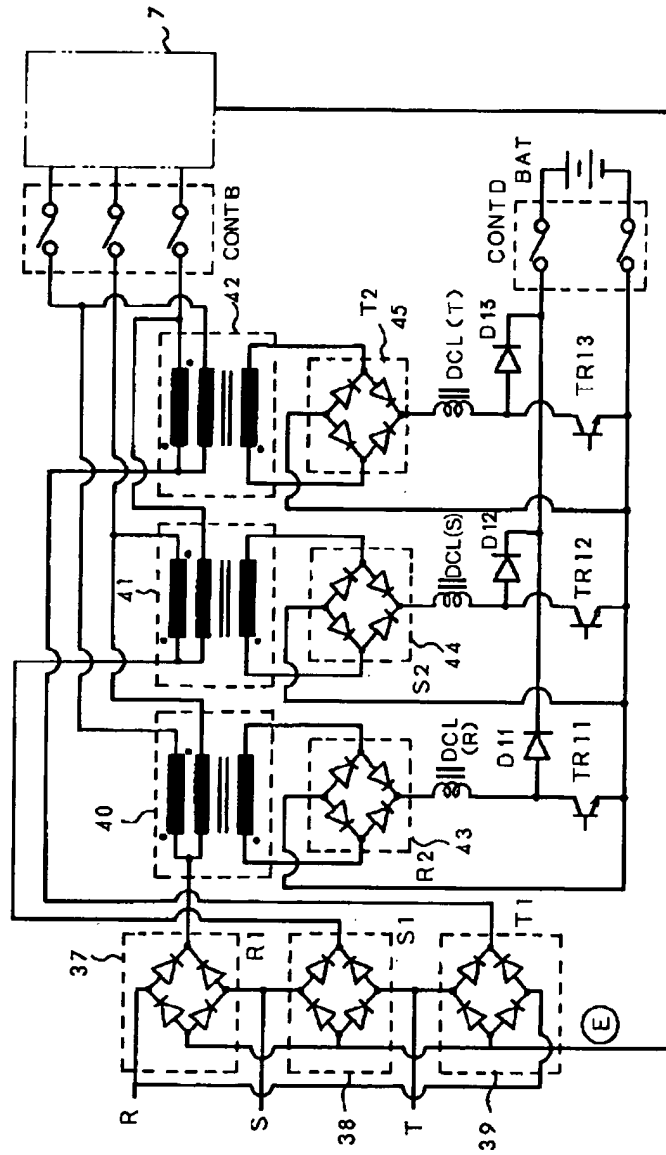 7
CONTB
CONTD
BAT
42
T2
45
DCL(T)
D13
TR13
41
S2
44
DCL(S)
D12
TR12
40
R2
43
DCL
(R)
D11
TR11
37
R1
S1
T1
R
S
T
38
39
E